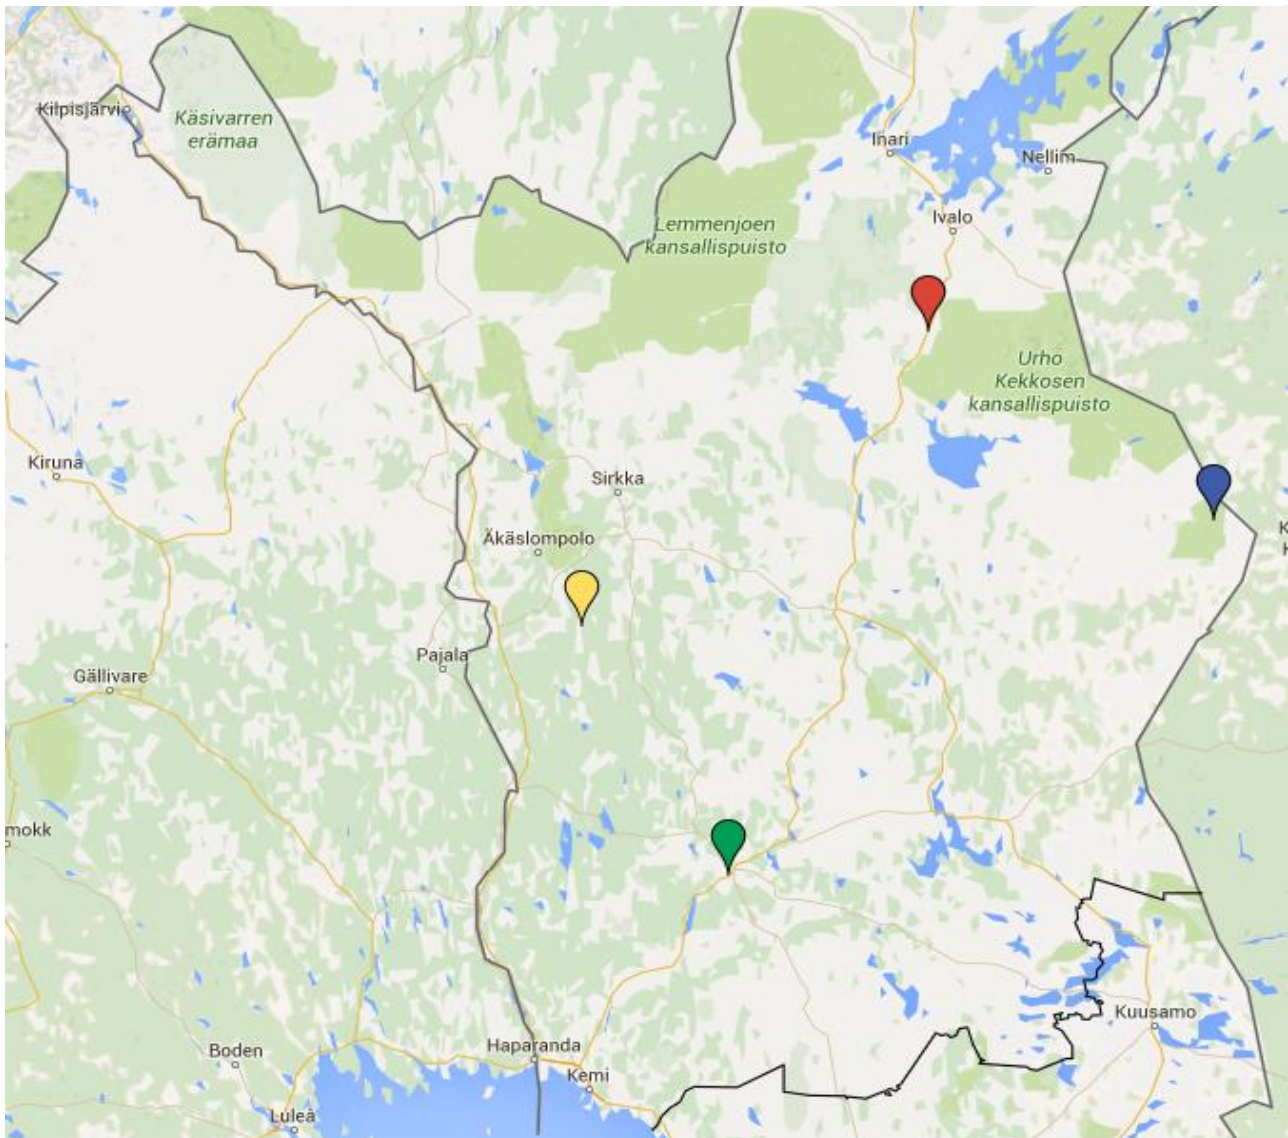 Kilpisjärvi
Käsivarren
erämaa
Inari
Nellim
Lemmenjoen
kansallispuisto
Ivalo
Urho
Kekkosen
kansallispuisto
Kiruna
Sirkka
K
Äkäslompolo
H
Pajala
Gällivare
mokk
Kuusamo
Haparanda
Boden
Kemi
Luleå